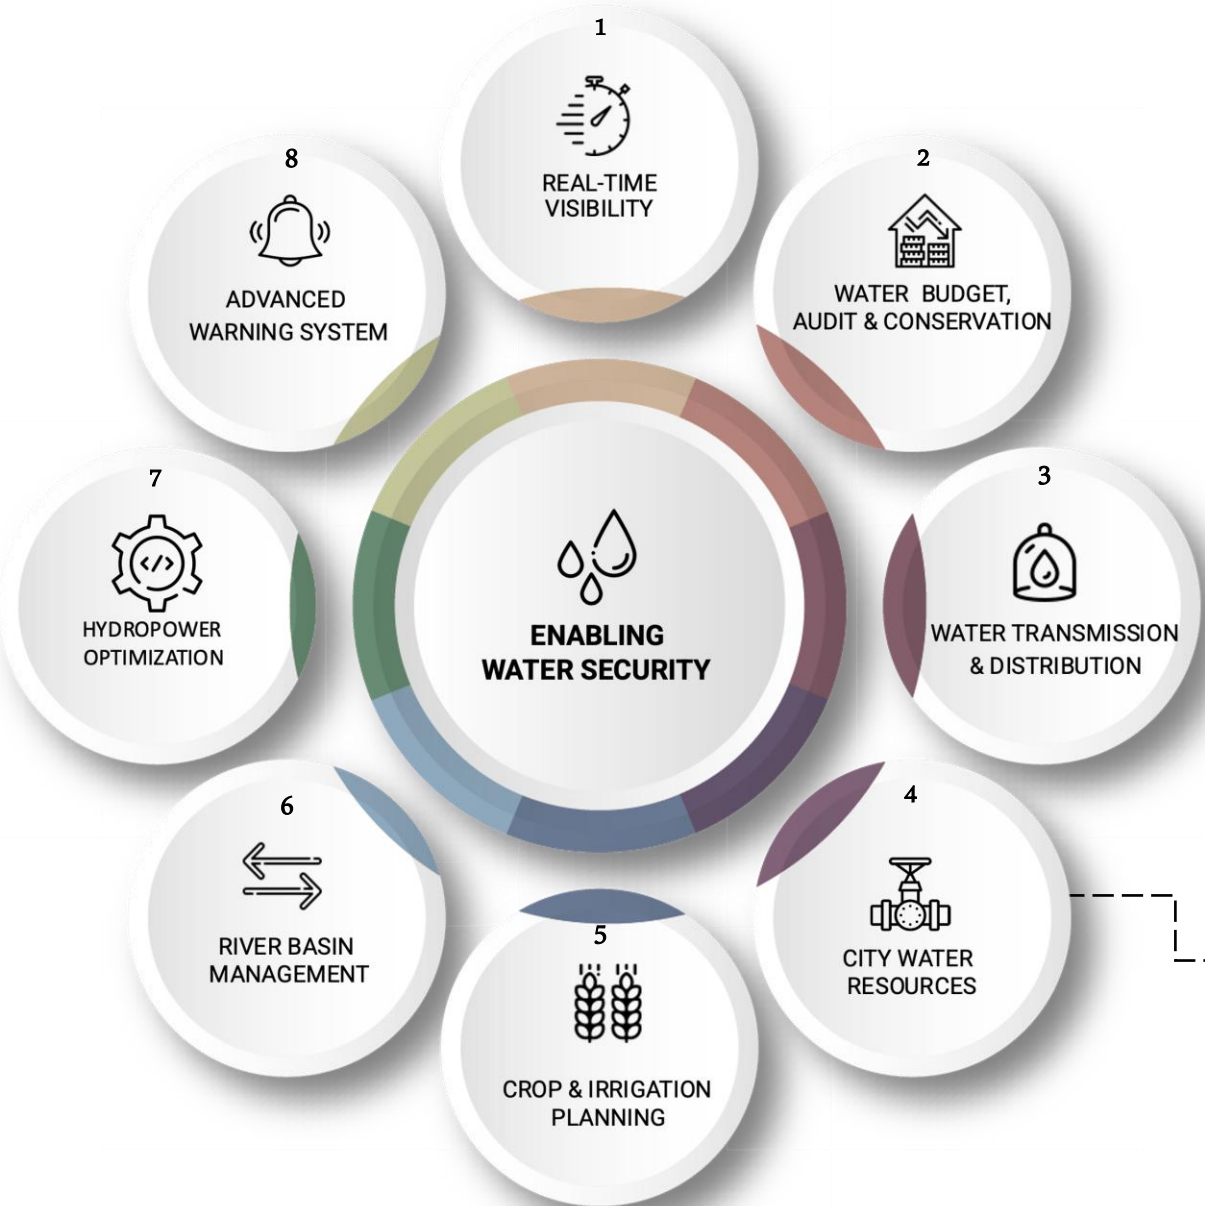 1
REAL-TIME
VISIBILITY
2
WATER BUDGET,
AUDIT & CONSERVATION
3
WATER TRANSMISSION
& DISTRIBUTION
4
CITY WATER
RESOURCES
5
CROP & IRRIGATION
PLANNING
6
RIVER BASIN
MANAGEMENT
7
</>
HYDROPOWER
OPTIMIZATION
8
ADVANCED
WARNING SYSTEM
ENABLING
WATER SECURITY